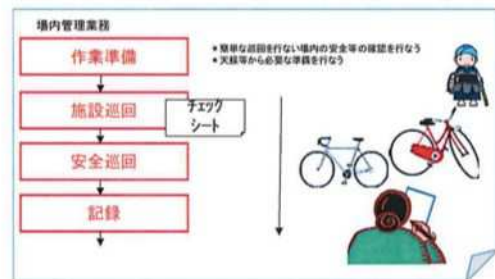 場内管理業務
作業準備
• 簡単な巡回を行ない場内の安全等の確認を行なう
• 天候等から必要な準備を行なう
施設巡回
チェック
シート
安全巡回
記録